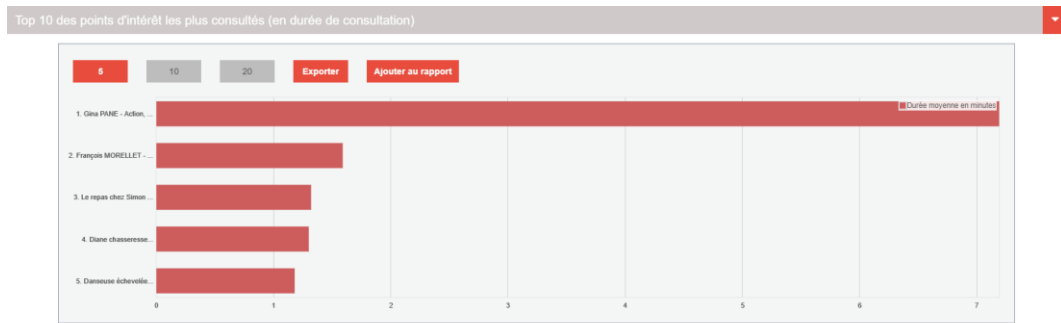 Top 10 des points d'intérêt les plus consultés (en durée de consultation)
5 10 20 Exporter Ajouter au rapport
Durée moyenne en minutes
1. Gina PANE - Action, ...
2. François MORELLET - ...
3. Le repas chez Simon ...
4. Diane chasseresse...
5. Danseuse échevelée...
0 1 2 3 4 5 6 7